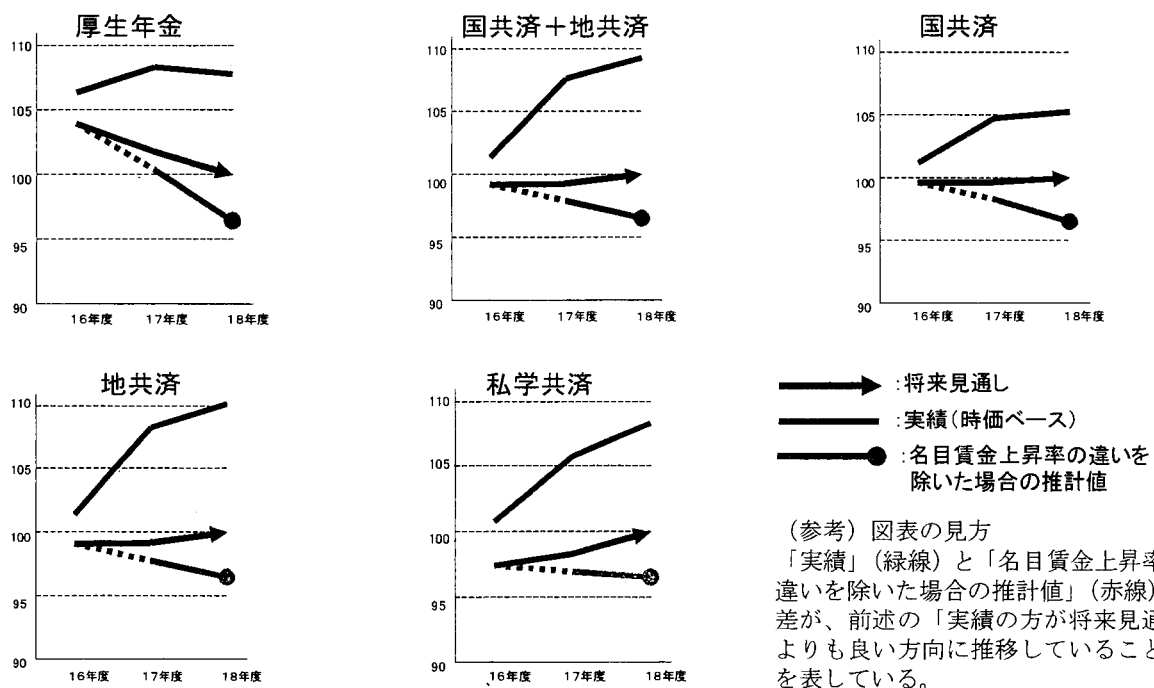 厚生年金
110
105
100
95
90
16年度
17年度
18年度
国共済＋地共済
110
105
100
95
90
16年度
17年度
18年度
国共済
110
105
100
95
90
16年度
17年度
18年度
地共済
110
105
100
95
90
16年度
17年度
18年度
私学共済
110
105
100
95
90
16年度
17年度
18年度
:将来見通し
:実績(時価ベース)
:名目賃金上昇率の違いを
除いた場合の推計値
（参考）図表の見方
「実績」（緑線）と「名目賃金上昇率
違いを除いた場合の推計値」（赤線）
差が、前述の「実績の方が将来見通
よりも良い方向に推移していること
を表している。